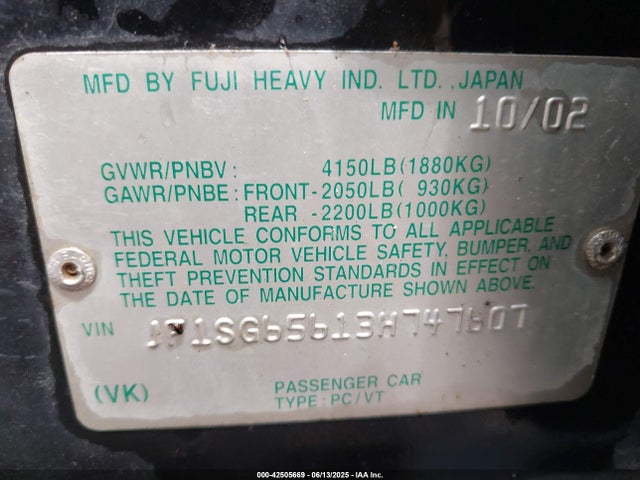 MFD BY FUJI HEAVY IND. LTD. ,JAPAN
MFD IN 10/02
GVWR/PNBV : 4150LB(1880KG)
GAWR/PNBE : FRONT-2050LB( 930KG)
REAR -2200LB(1000KG)
THIS VEHICLE CONFORMS TO ALL APPLICABLE
FEDERAL MOTOR VEHICLE SAFETY, BUMPER, AND
THEFT PREVENTION STANDARDS IN EFFECT ON
THE DATE OF MANUFACTURE SHOWN ABOVE.
VIN JF1SG65613H747607
(VK) PASSENGER CAR
TYPE : PC/VT
000-42505669 - 06/13/2025 - IAA Inc.